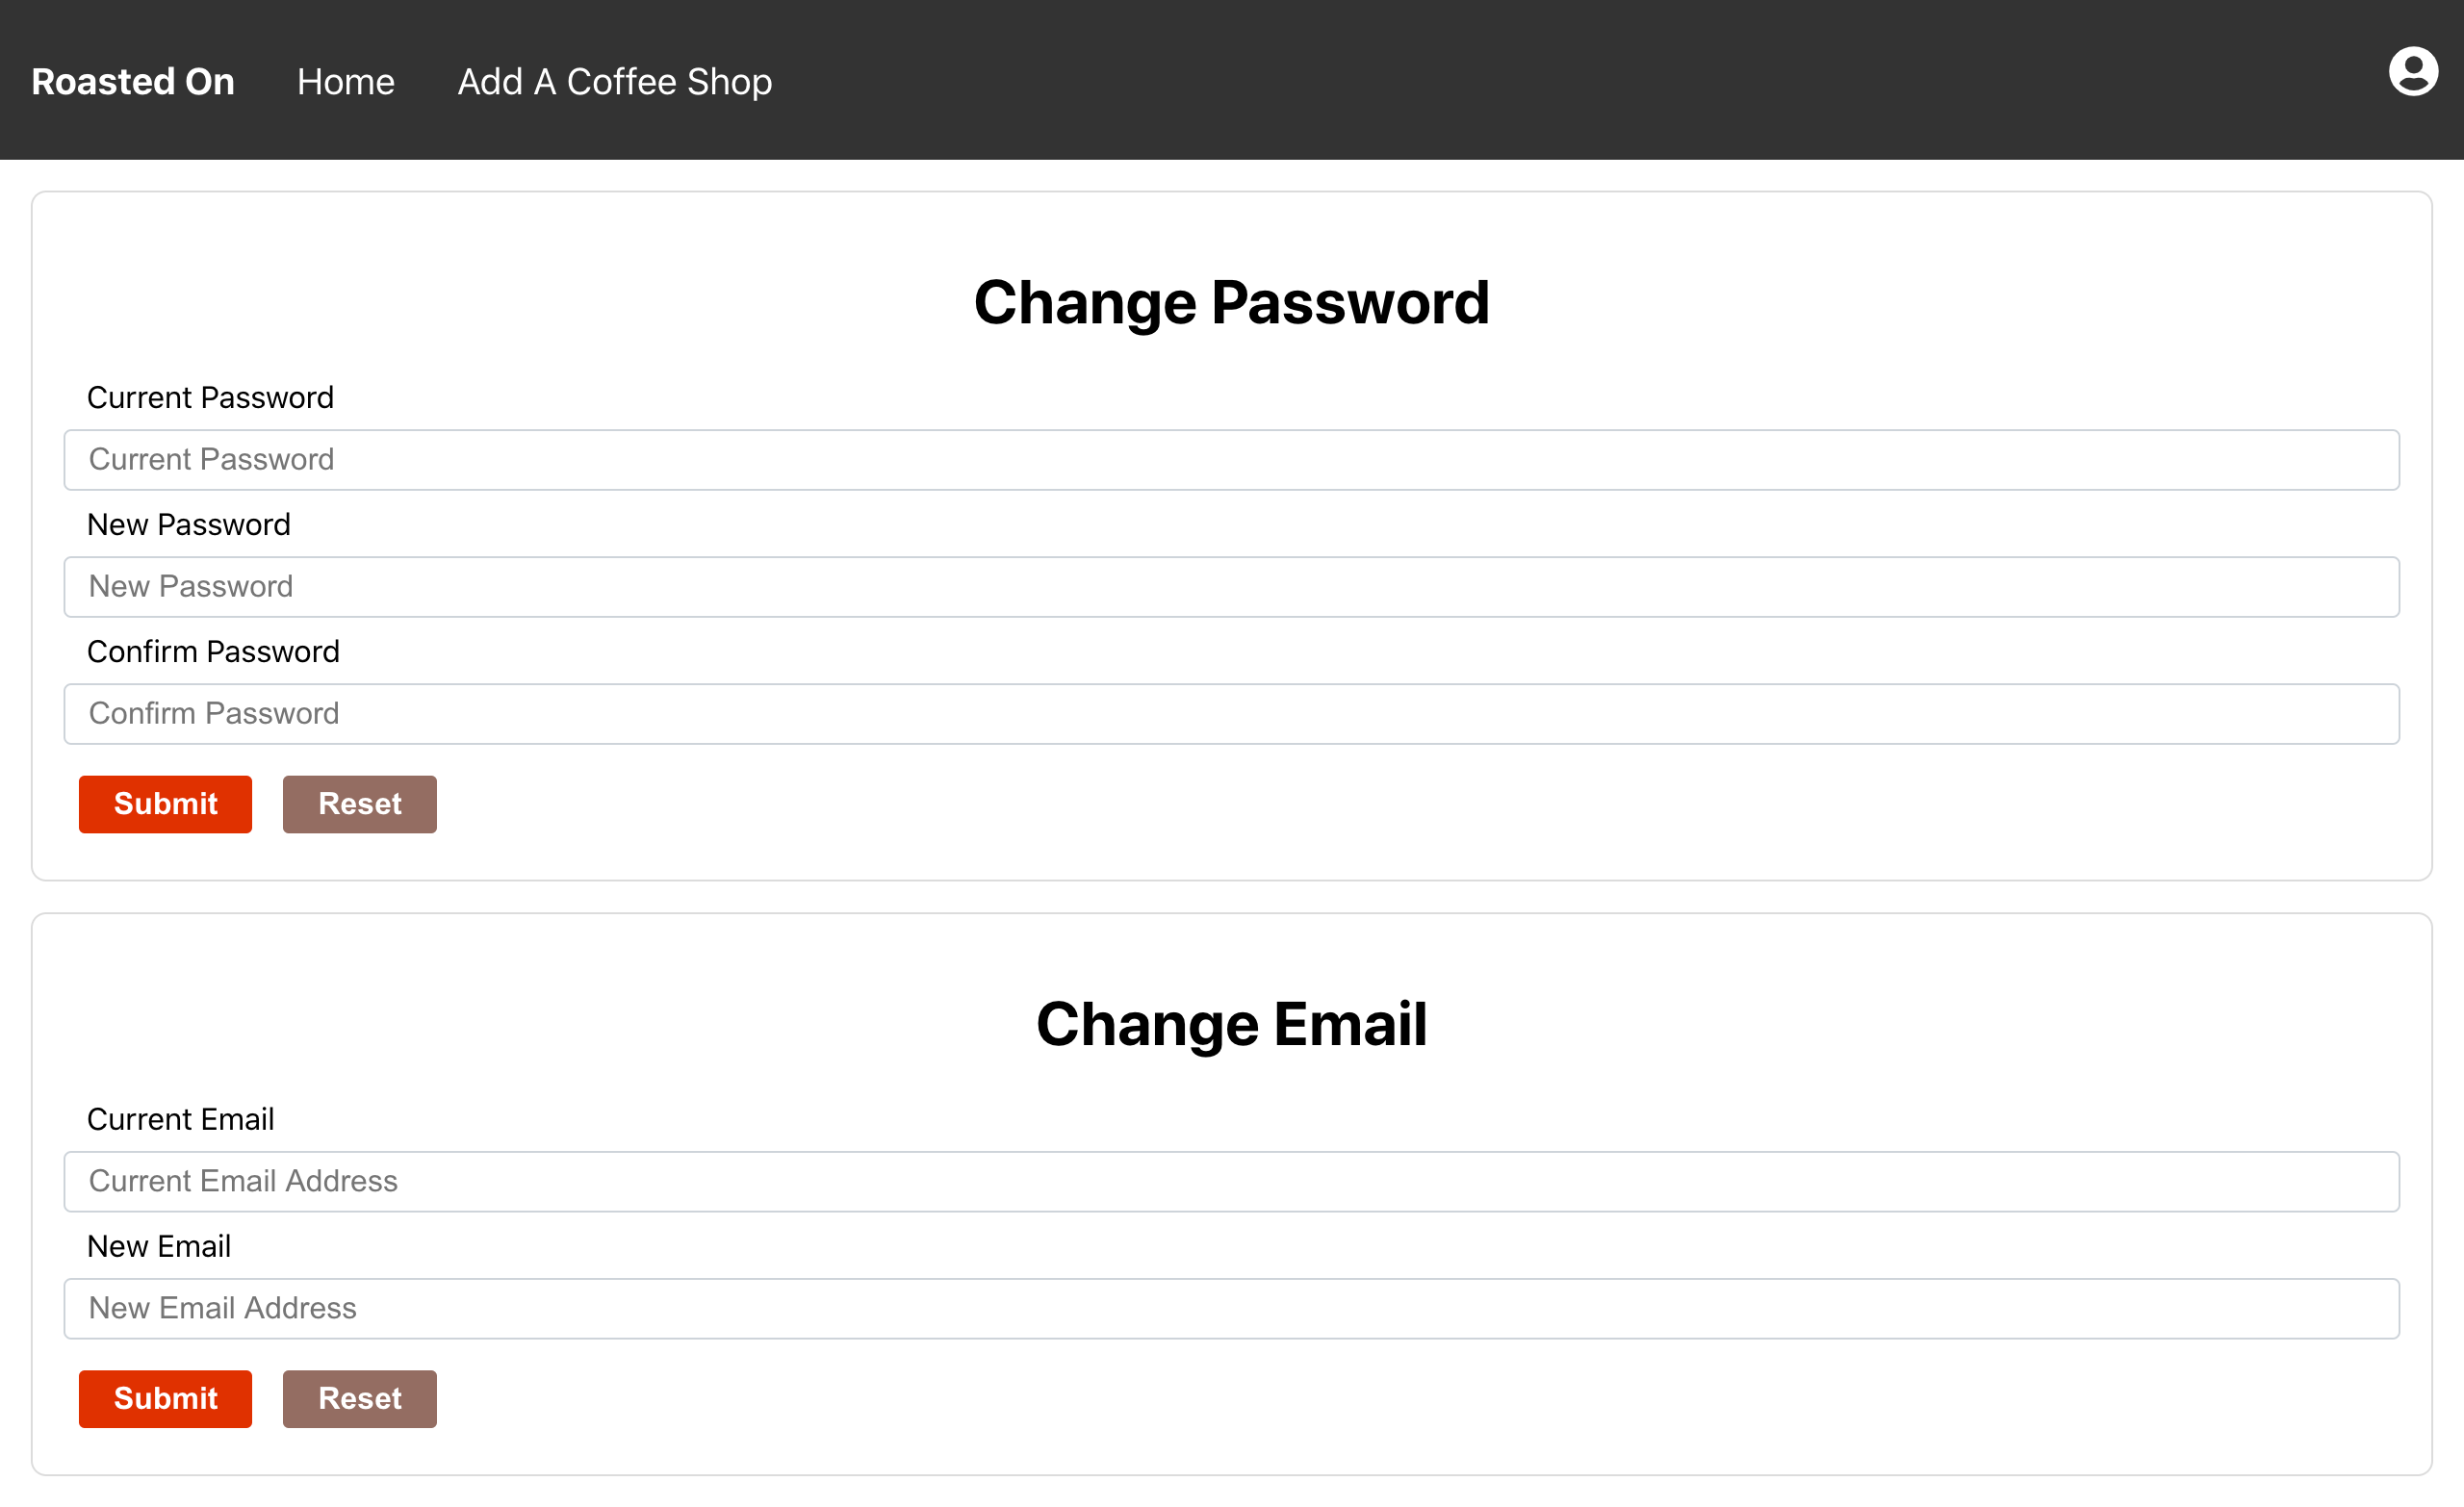 Roasted On Home Add A Coffee Shop
Change Password
Current Password
Current Password
New Password
New Password
Confirm Password
Confirm Password
Submit Reset
Change Email
Current Email
Current Email Address
New Email
New Email Address
Submit Reset